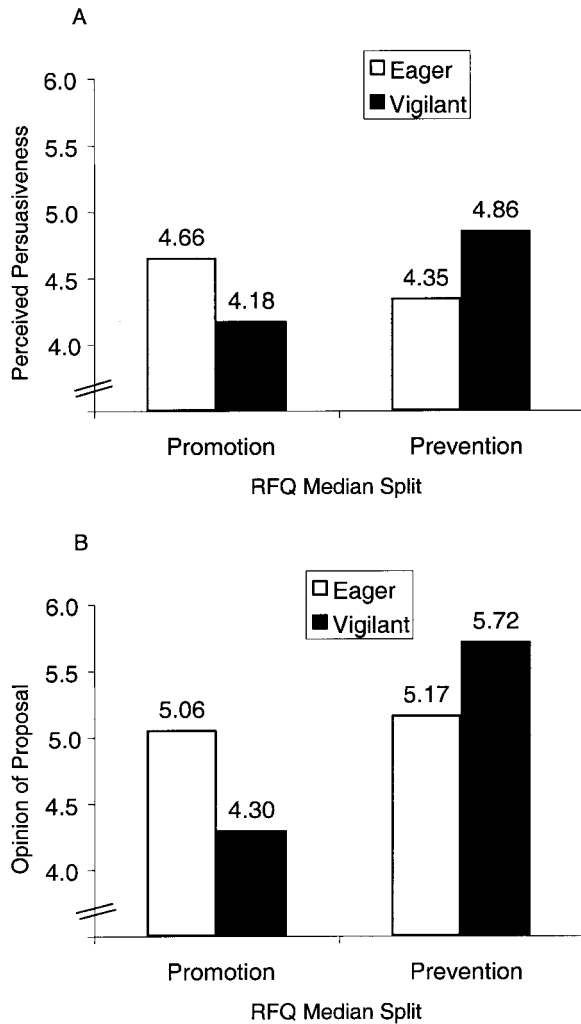 A
Eager
Vigilant
6.0
5.5
5.0
4.5
4.0
Perceived Persuasiveness
4.66
4.18
4.35
4.86
Promotion Prevention
RFQ Median Split
B
Eager
Vigilant
6.0
5.5
5.0
4.5
4.0
Opinion of Proposal
5.06
4.30
5.17
5.72
Promotion Prevention
RFQ Median Split